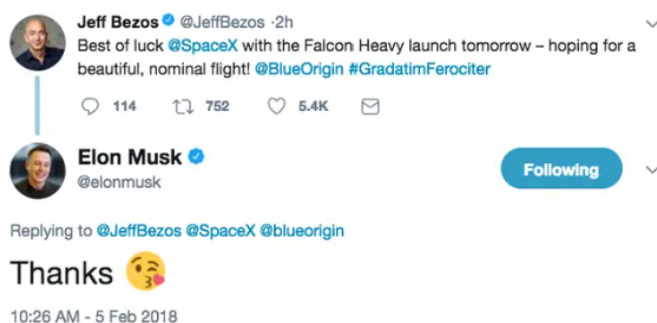 Jeff Bezos @JeffBezos · 2h
Best of luck @SpaceX with the Falcon Heavy launch tomorrow – hoping for a
beautiful, nominal flight! @BlueOrigin #GradatimFerociter
114 752 5.4K
Elon Musk
Following
@elonmusk
Replying to @JeffBezos @SpaceX @blueorigin
Thanks 😘
10:26 AM - 5 Feb 2018